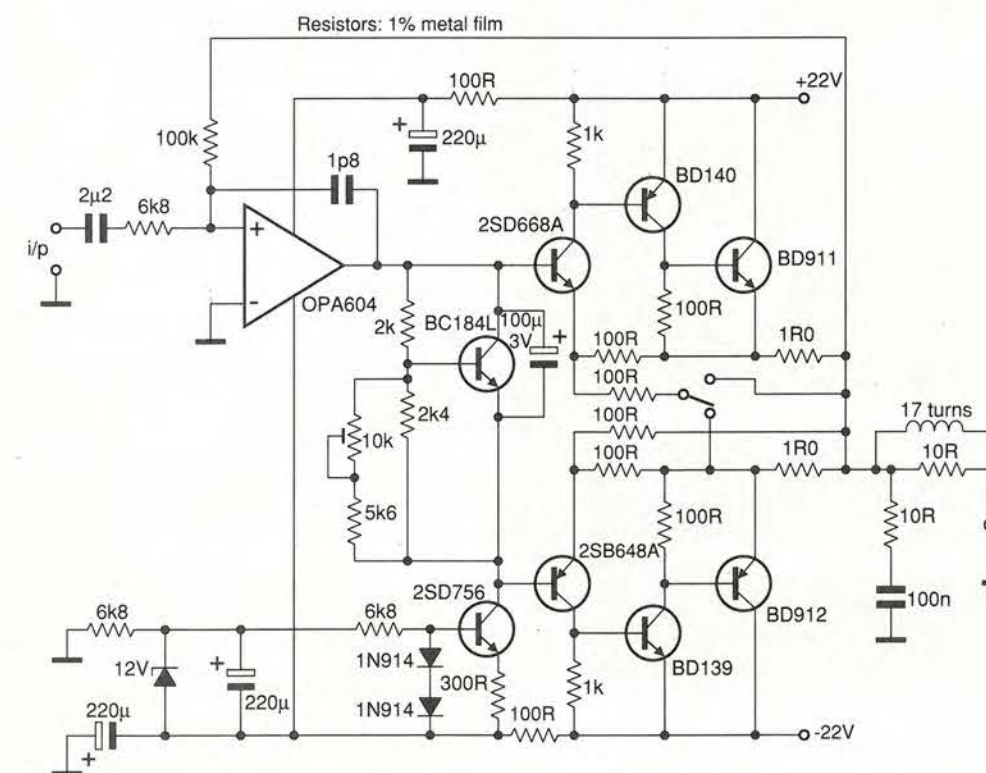 Resistors: 1% metal film
100R
+22V
100k
+
220μ
1k
1p8
BD140
2μ2
6k8
2SD668A
i/p
+
-
OPA604
BD911
2k
BC184L
100μ
3V
+
100R
100R
1R0
100R
10k
2k4
100R
17 turns
100R
1R0
10R
5k6
100R
10R
2SB648A
2SD756
6k8
6k8
100n
BD912
12V
+
1N914
BD139
220μ
300R
220μ
1N914
1k
100R
+
-22V